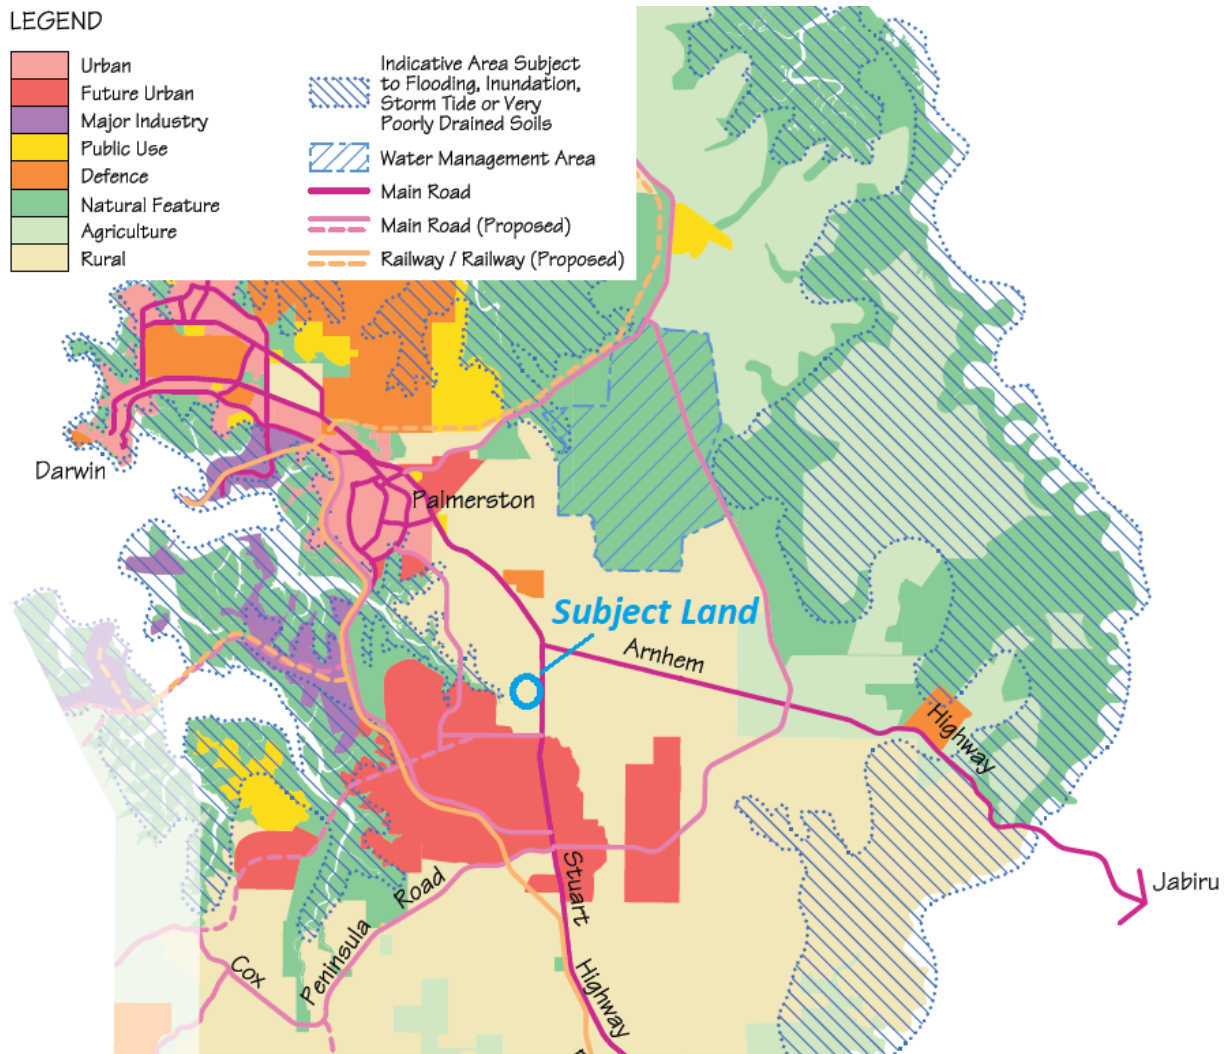 LEGEND
Urban
Future Urban
Major Industry
Public Use
Defence
Natural Feature
Agriculture
Rural
Indicative Area Subject
to Flooding, Inundation,
Storm Tide or Very
Poorly Drained Soils
Water Management Area
Main Road
Main Road (Proposed)
Railway / Railway (Proposed)
Darwin
Palmerston
Subject Land
Arnhem
Highway
Jabiru
Stuart
Highway
Cox
Peninsula
Road